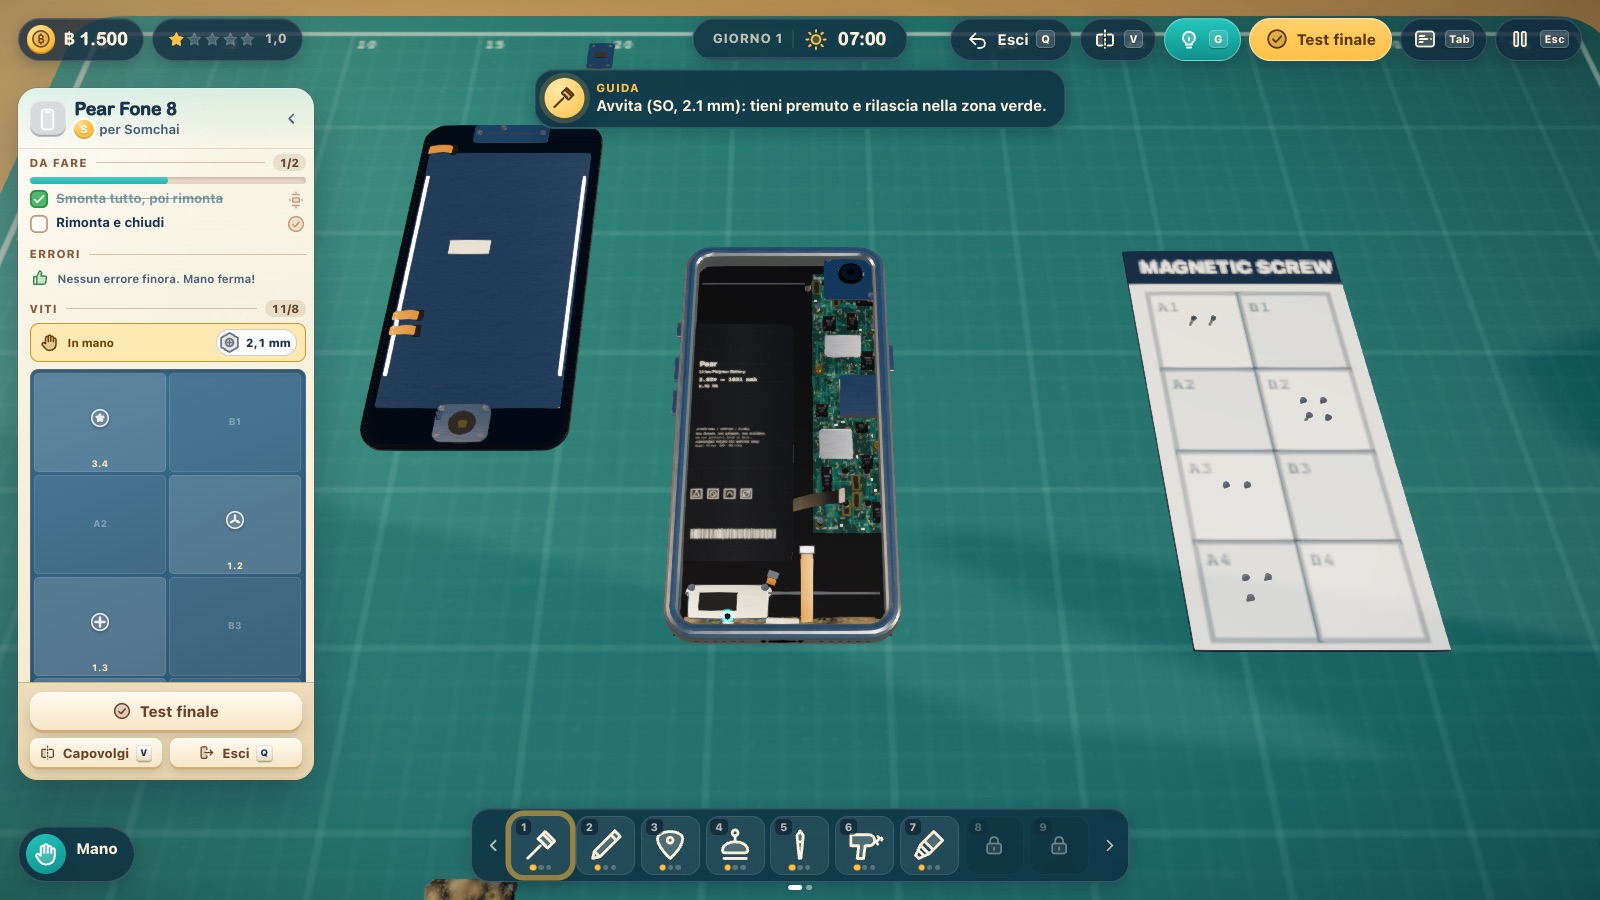 ฿ 1.500
1,0
GIORNO 1
07:00
Esci Q
V
G
Test finale
Tab
Esc
10
15
20
GUIDA
Avvita (SO, 2.1 mm): tieni premuto e rilascia nella zona verde.
Pear Fone 8
S per Somchai
DA FARE
1/2
Smonta tutto, poi rimonta
Rimonta e chiudi
ERRORI
Nessun errore finora. Mano ferma!
VITI
11/8
In mano
2,1 mm
B1
3.4
A2
1.2
B3
1.3
Test finale
Capovolgi V
Esci Q
Pear
MAGNETIC SCREW
A1
B1
A2
B2
A3
B3
A4
B4
Mano
1
2
3
4
5
6
7
8
9